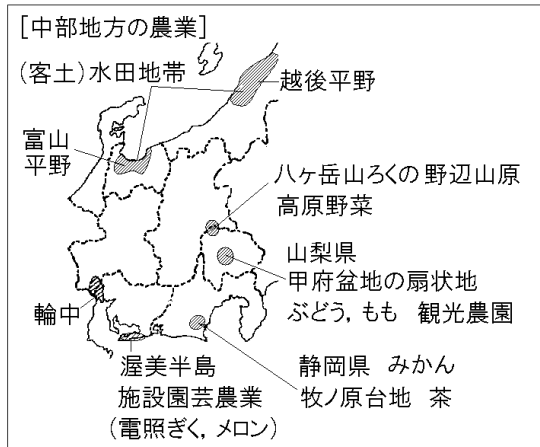 [中部地方の農業]
(客土)水田地帯
越後平野
富山
平野
八ヶ岳山ろくの野辺山原
高原野菜
山梨県
甲府盆地の扇状地
ぶどう,もも 観光農園
輪中
渥美半島
施設園芸農業
(電照ぎく,メロン)
静岡県 みかん
牧ノ原台地 茶